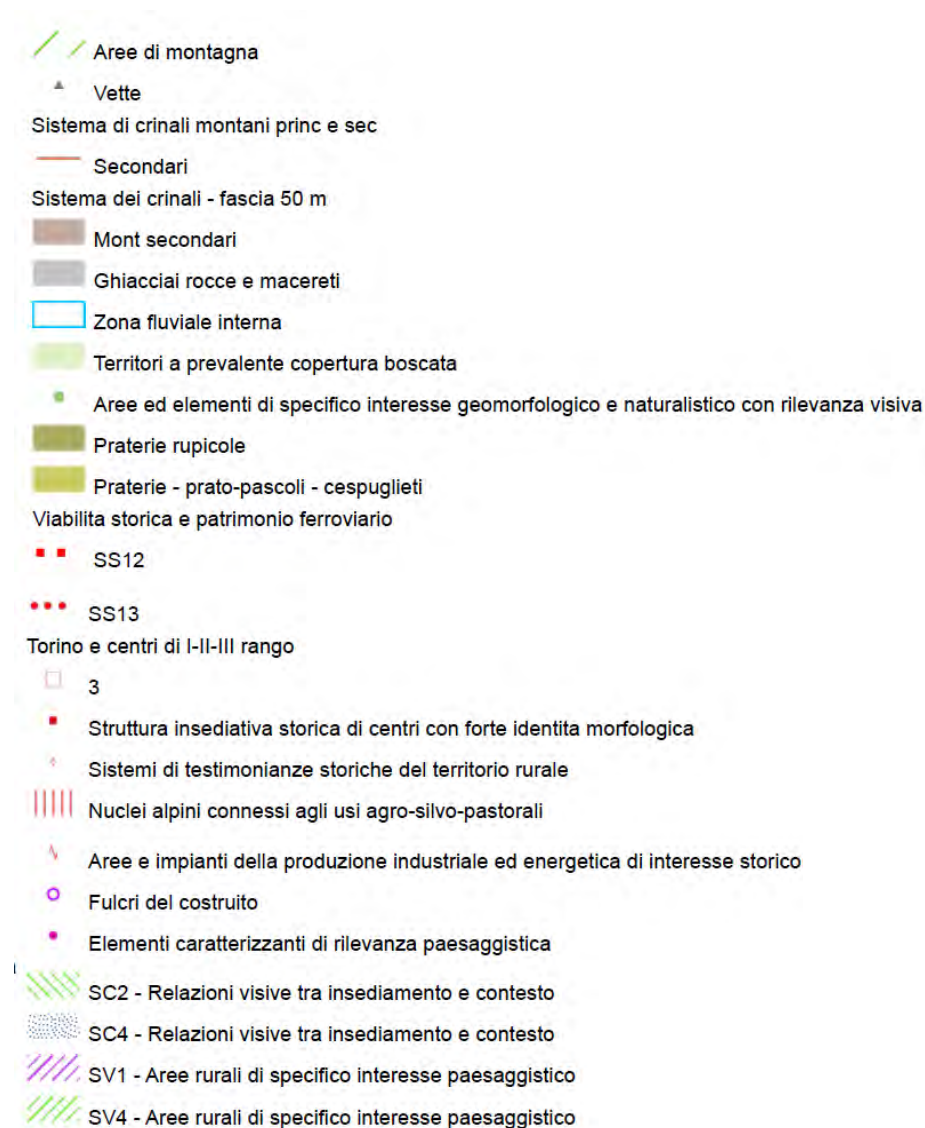 Aree di montagna
Vette
Sistema di crinali montani princ e sec
Secondari
Sistema dei crinali - fascia 50 m
Mont secondari
Ghiacciai rocce e macereti
Zona fluviale interna
Territori a prevalente copertura boscata
Aree ed elementi di specifico interesse geomorfologico e naturalistico con rilevanza visiva
Praterie rupicole
Praterie - prato-pascoli - cespuglieti
Viabilita storica e patrimonio ferroviario
SS12
SS13
Torino e centri di I-II-III rango
3
Struttura insediativa storica di centri con forte identita morfologica
Sistemi di testimonianze storiche del territorio rurale
Nuclei alpini connessi agli usi agro-silvo-pastorali
Aree e impianti della produzione industriale ed energetica di interesse storico
Fulcri del costruito
Elementi caratterizzanti di rilevanza paesaggistica
SC2 - Relazioni visive tra insediamento e contesto
SC4 - Relazioni visive tra insediamento e contesto
SV1 - Aree rurali di specifico interesse paesaggistico
SV4 - Aree rurali di specifico interesse paesaggistico